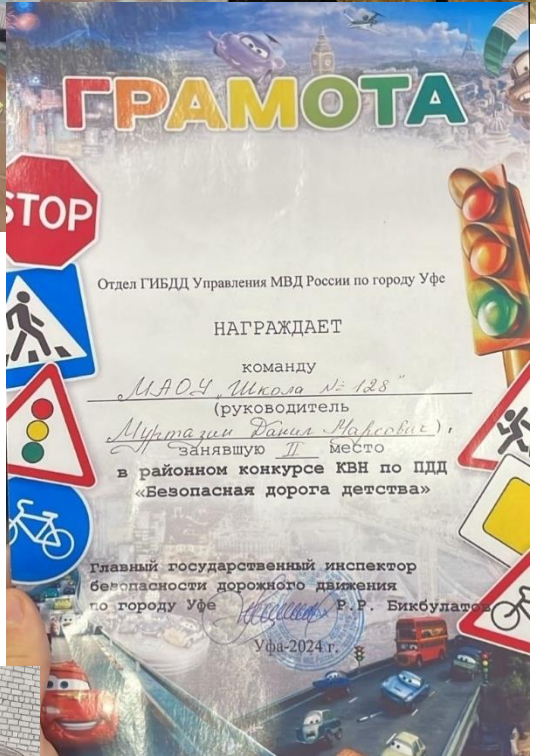 ГРАМОТА
STOP
Отдел ГИБДД Управления МВД России по городу Уфе
НАГРАЖДАЕТ
команду
МАОУ „Школа № 128"
(руководитель
Муртазин Данил Марсович),
занявшую II место
в районном конкурсе КВН по ПДД
«Безопасная дорога детства»
Главный государственный инспектор
безопасности дорожного движения
по городу Уфе Р.Р. Бикбулатов
Уфа-2024 г.